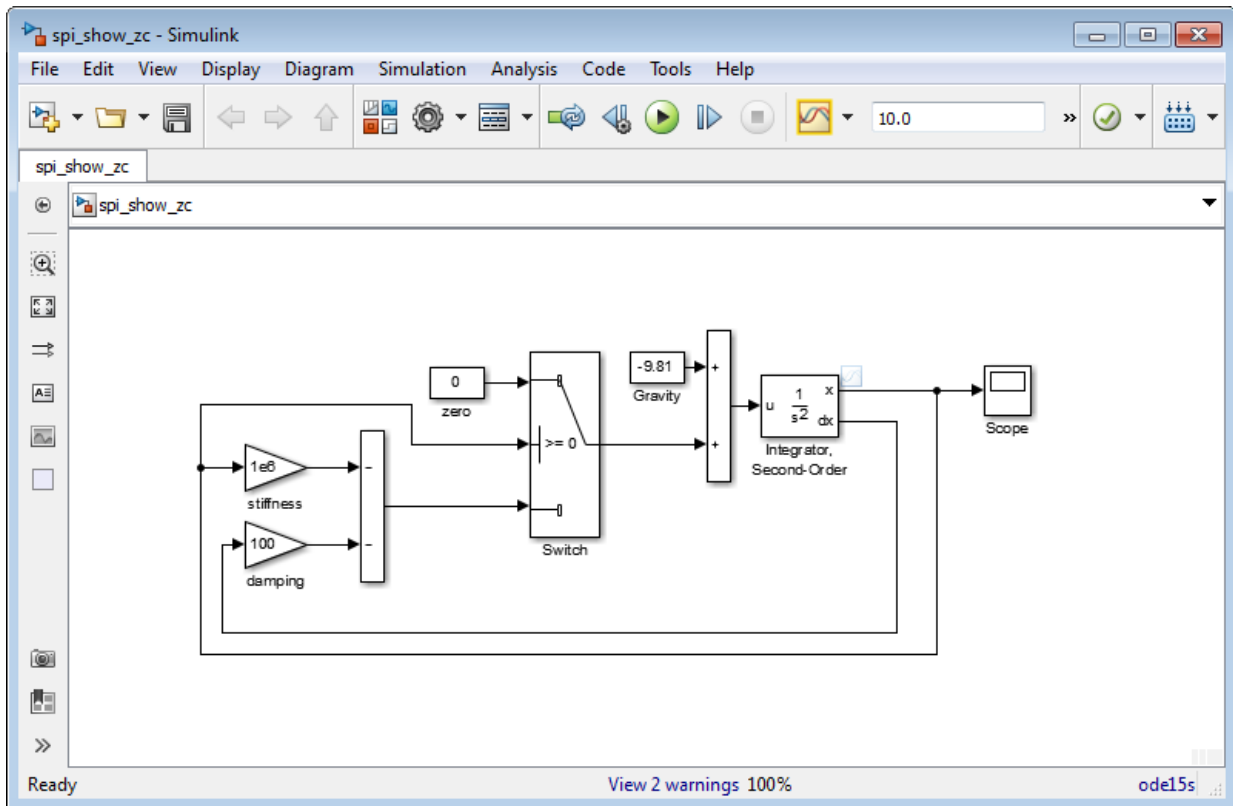 spi_show_zc - Simulink
File Edit View Display Diagram Simulation Analysis Code Tools Help
10.0 »
spi_show_zc
spi_show_zc
0
zero
>= 0
Switch
-9.81
Gravity
+
+
u 1 x
s2 dx
Integrator,
Second-Order
Scope
1e6
stiffness
-
-
100
damping
Ready View 2 warnings 100% ode15s